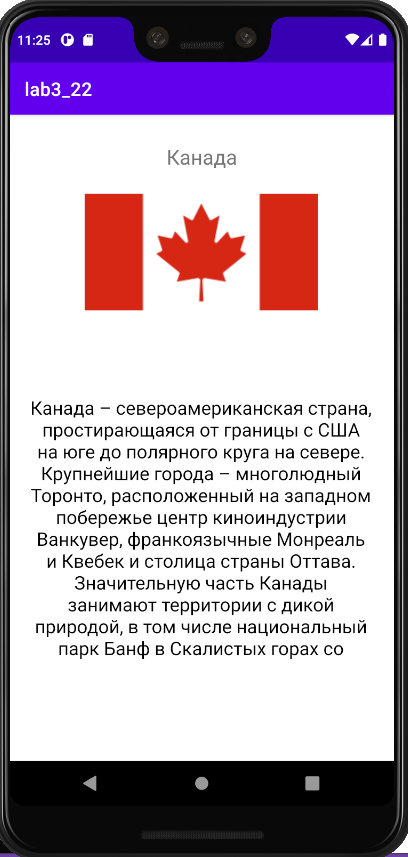 11:25
lab3_22
Канада
Канада – североамериканская страна,
простирающаяся от границы с США
на юге до полярного круга на севере.
Крупнейшие города – многолюдный
Торонто, расположенный на западном
побережье центр киноиндустрии
Ванкувер, франкоязычные Монреаль
и Квебек и столица страны Оттава.
Значительную часть Канады
занимают территории с дикой
природой, в том числе национальный
парк Банф в Скалистых горах со